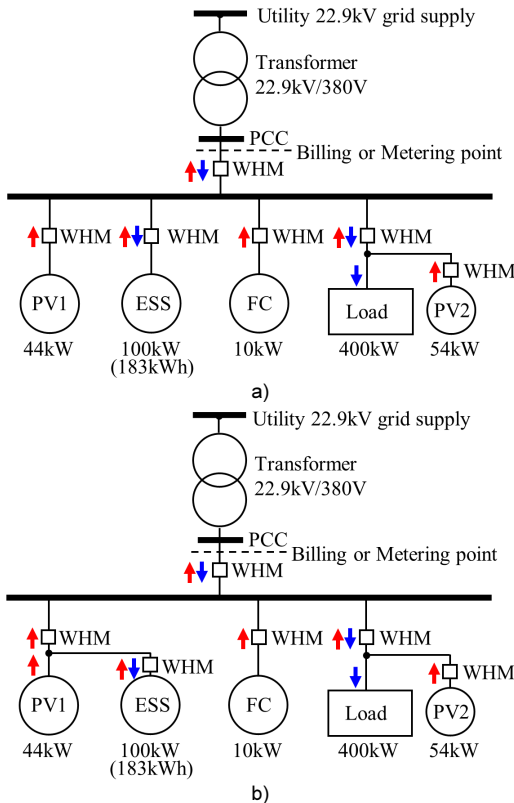 Utility 22.9kV grid supply
Transformer
22.9kV/380V
PCC
Billing or Metering point
WHM
WHM
WHM
WHM
WHM
WHM
PV1
ESS
FC
Load
PV2
44kW
100kW
(183kWh)
10kW
400kW
54kW
a)
Utility 22.9kV grid supply
Transformer
22.9kV/380V
PCC
Billing or Metering point
WHM
WHM
WHM
WHM
WHM
WHM
PV1
ESS
FC
Load
PV2
44kW
100kW
(183kWh)
10kW
400kW
54kW
b)